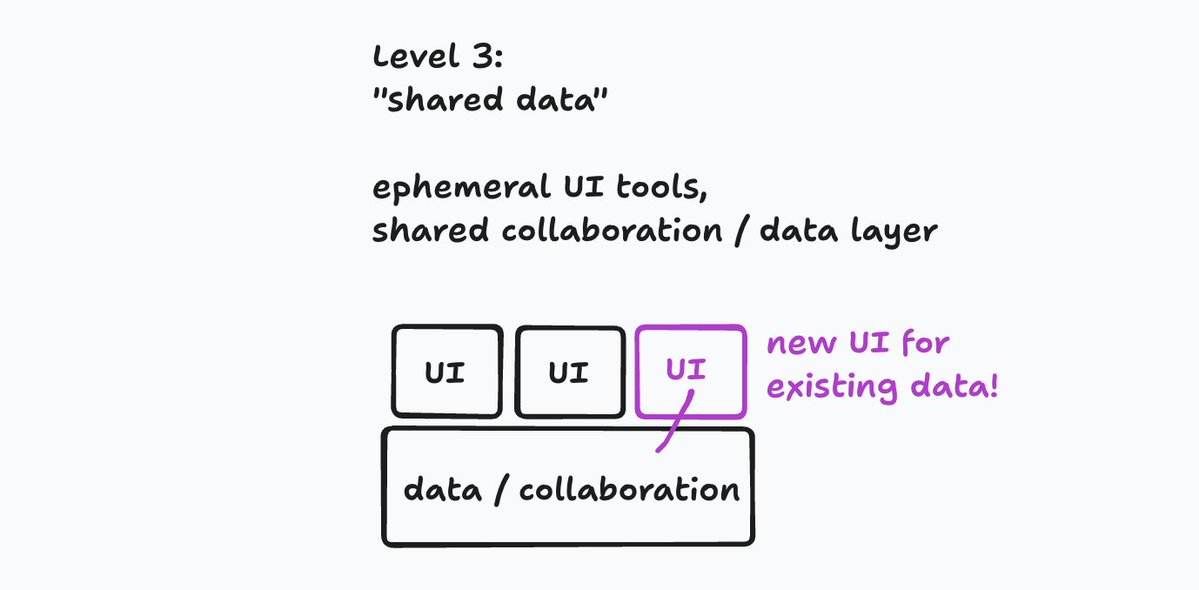 Level 3:
"shared data"
ephemeral UI tools,
shared collaboration / data layer
UI
UI
UI
new UI for
existing data!
data / collaboration